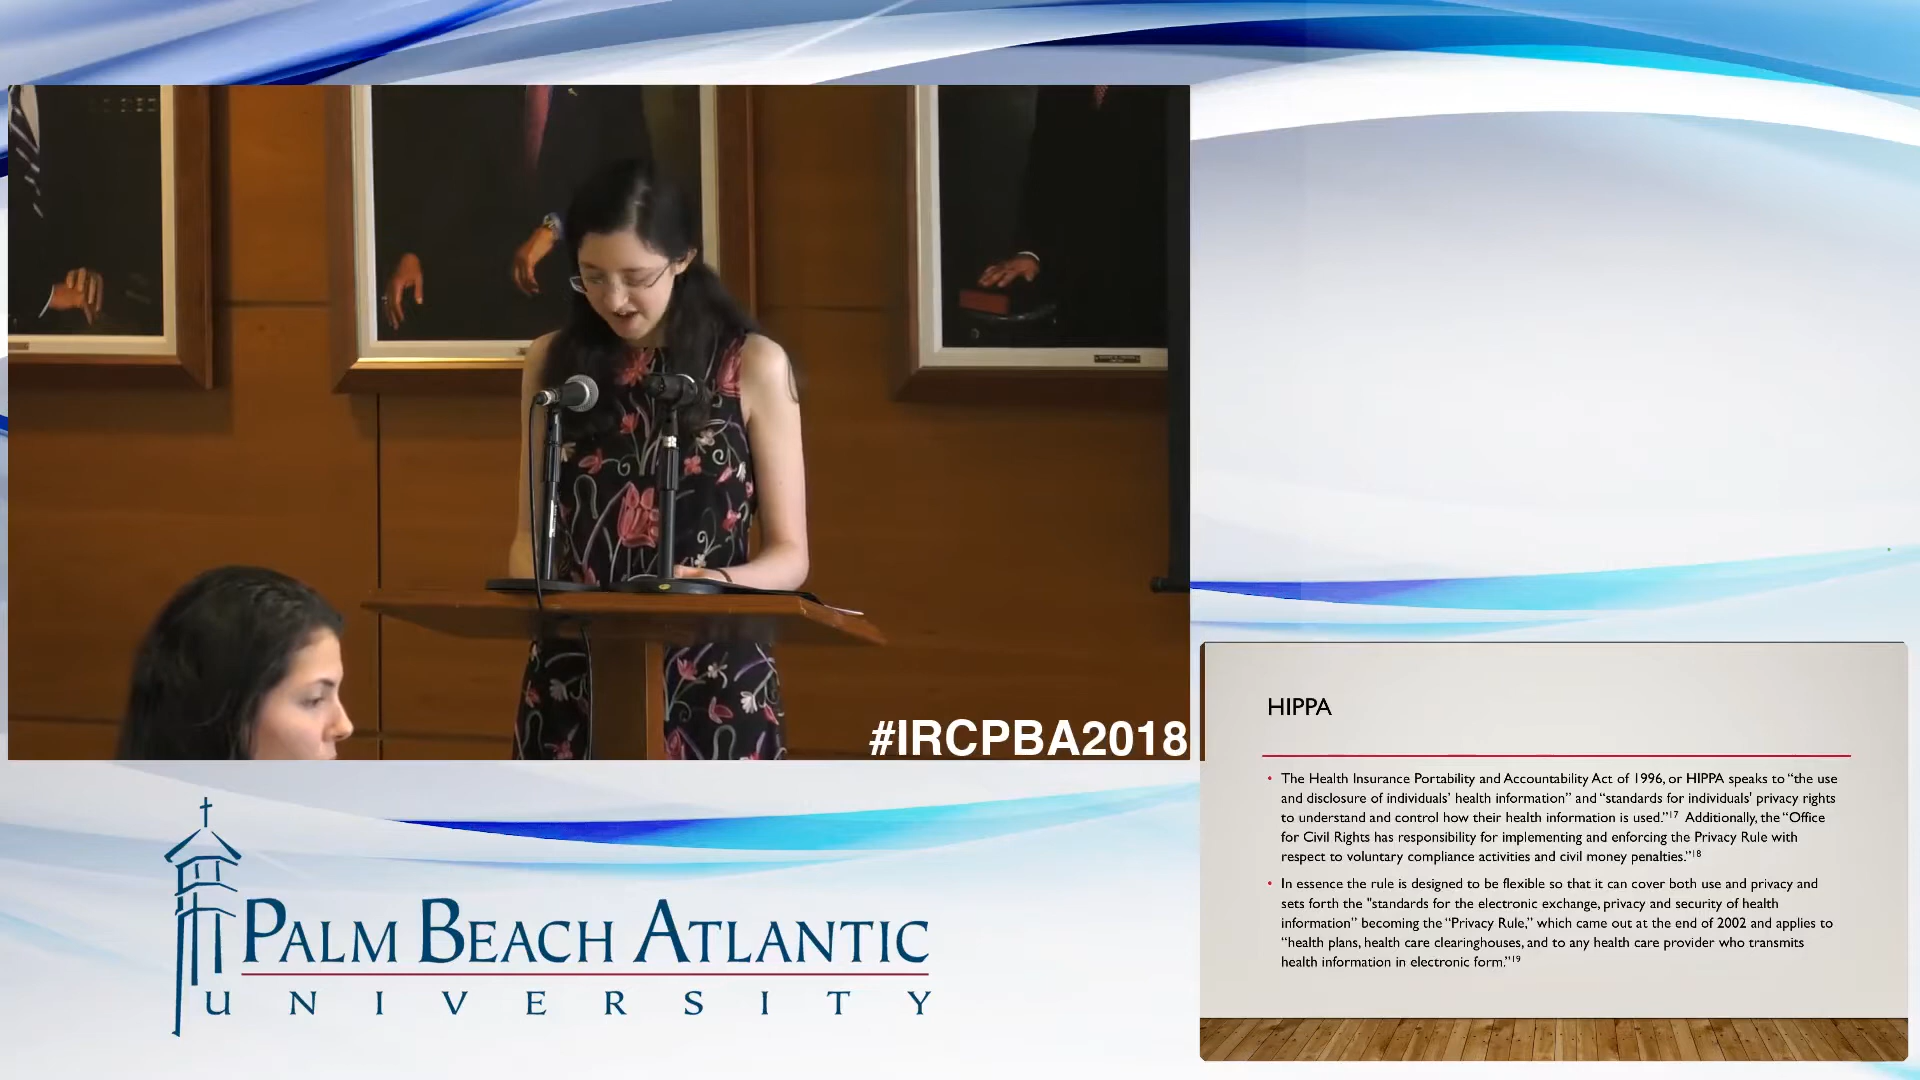 #IRCPBA2018
PALM BEACH ATLANTIC
UNIVERSITY
HIPPA
• The Health Insurance Portability and Accountability Act of 1996, or HIPPA speaks to “the use
and disclosure of individuals’ health information” and “standards for individuals' privacy rights
to understand and control how their health information is used.”17 Additionally, the “Office
for Civil Rights has responsibility for implementing and enforcing the Privacy Rule with
respect to voluntary compliance activities and civil money penalties.”18
• In essence the rule is designed to be flexible so that it can cover both use and privacy and
sets forth the "standards for the electronic exchange, privacy and security of health
information” becoming the “Privacy Rule,” which came out at the end of 2002 and applies to
“health plans, health care clearinghouses, and to any health care provider who transmits
health information in electronic form.”19